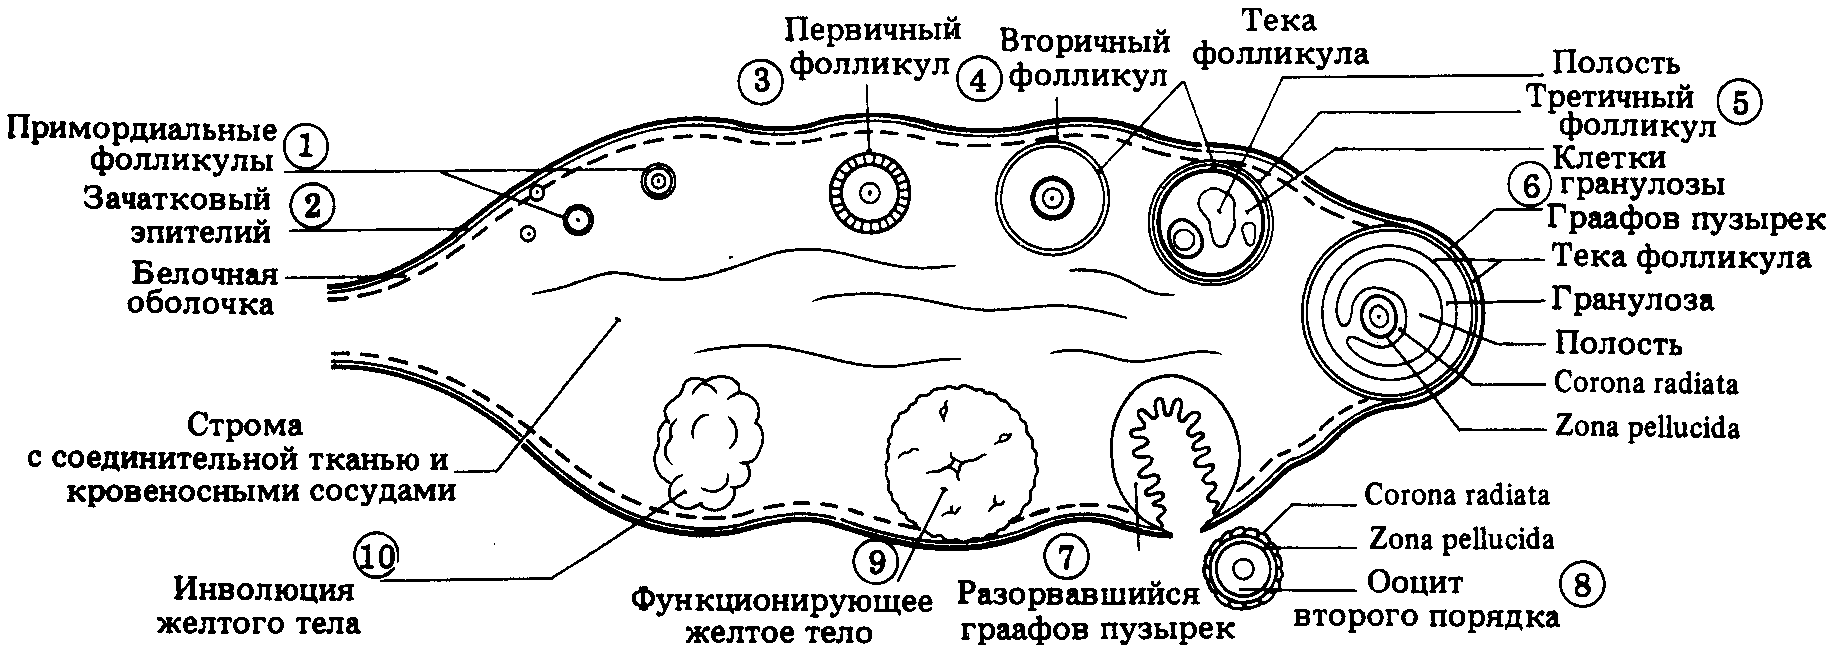 Первичный
3 фолликул
4 Вторичный
фолликул
Тека
фолликула
Полость
Третичный 5
фолликул
Клетки
гранулозы
6 Граафов пузырек
Тека фолликула
Гранулоза
Полость
Corona radiata
Zona pellucida
Примордиальные 1
фолликулы
Зачатковый 2
эпителий
Белочная
оболочка
Строма
с соединительной тканью и
кровеносными сосудами
10
Инволюция
желтого тела
9
Функционирующее
желтое тело
7
Разорвавшийся
граафов пузырек
Corona radiata
Zona pellucida
Ооцит 8
второго порядка